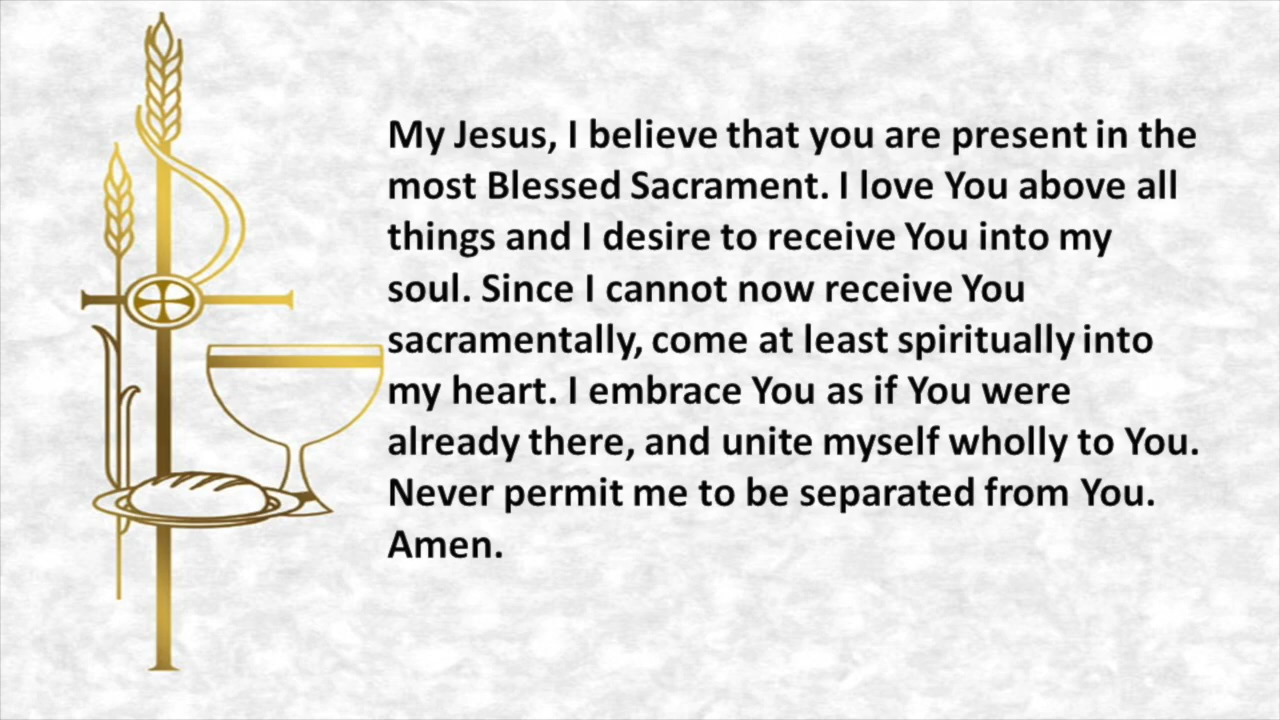 My Jesus, I believe that you are present in the
most Blessed Sacrament. I love You above all
things and I desire to receive You into my
soul. Since I cannot now receive You
sacramentally, come at least spiritually into
my heart. I embrace You as if You were
already there, and unite myself wholly to You.
Never permit me to be separated from You.
Amen.